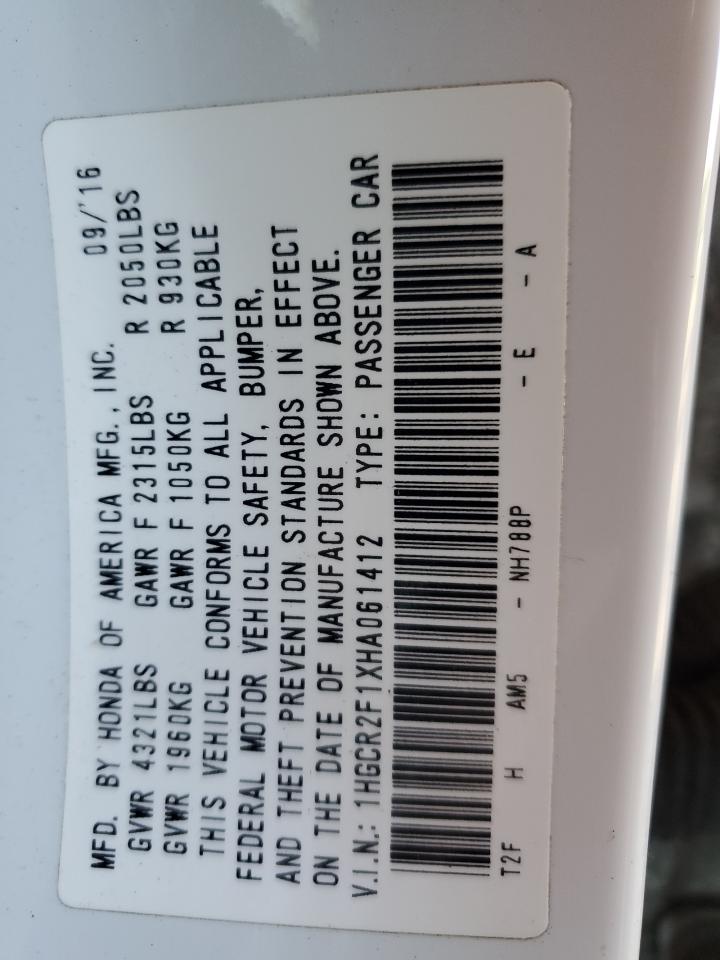 MFD. BY HONDA OF AMERICA MFG., INC. 09/'16
GVWR 4321LBS GAWR F 2315LBS R 2050LBS
GVWR 1960KG GAWR F 1050KG R 930KG
THIS VEHICLE CONFORMS TO ALL APPLICABLE
FEDERAL MOTOR VEHICLE SAFETY, BUMPER,
AND THEFT PREVENTION STANDARDS IN EFFECT
ON THE DATE OF MANUFACTURE SHOWN ABOVE.
V.I.N.: 1HGCR2F1XHA061412 TYPE: PASSENGER CAR
T2F H AM5 - NH788P - E - A